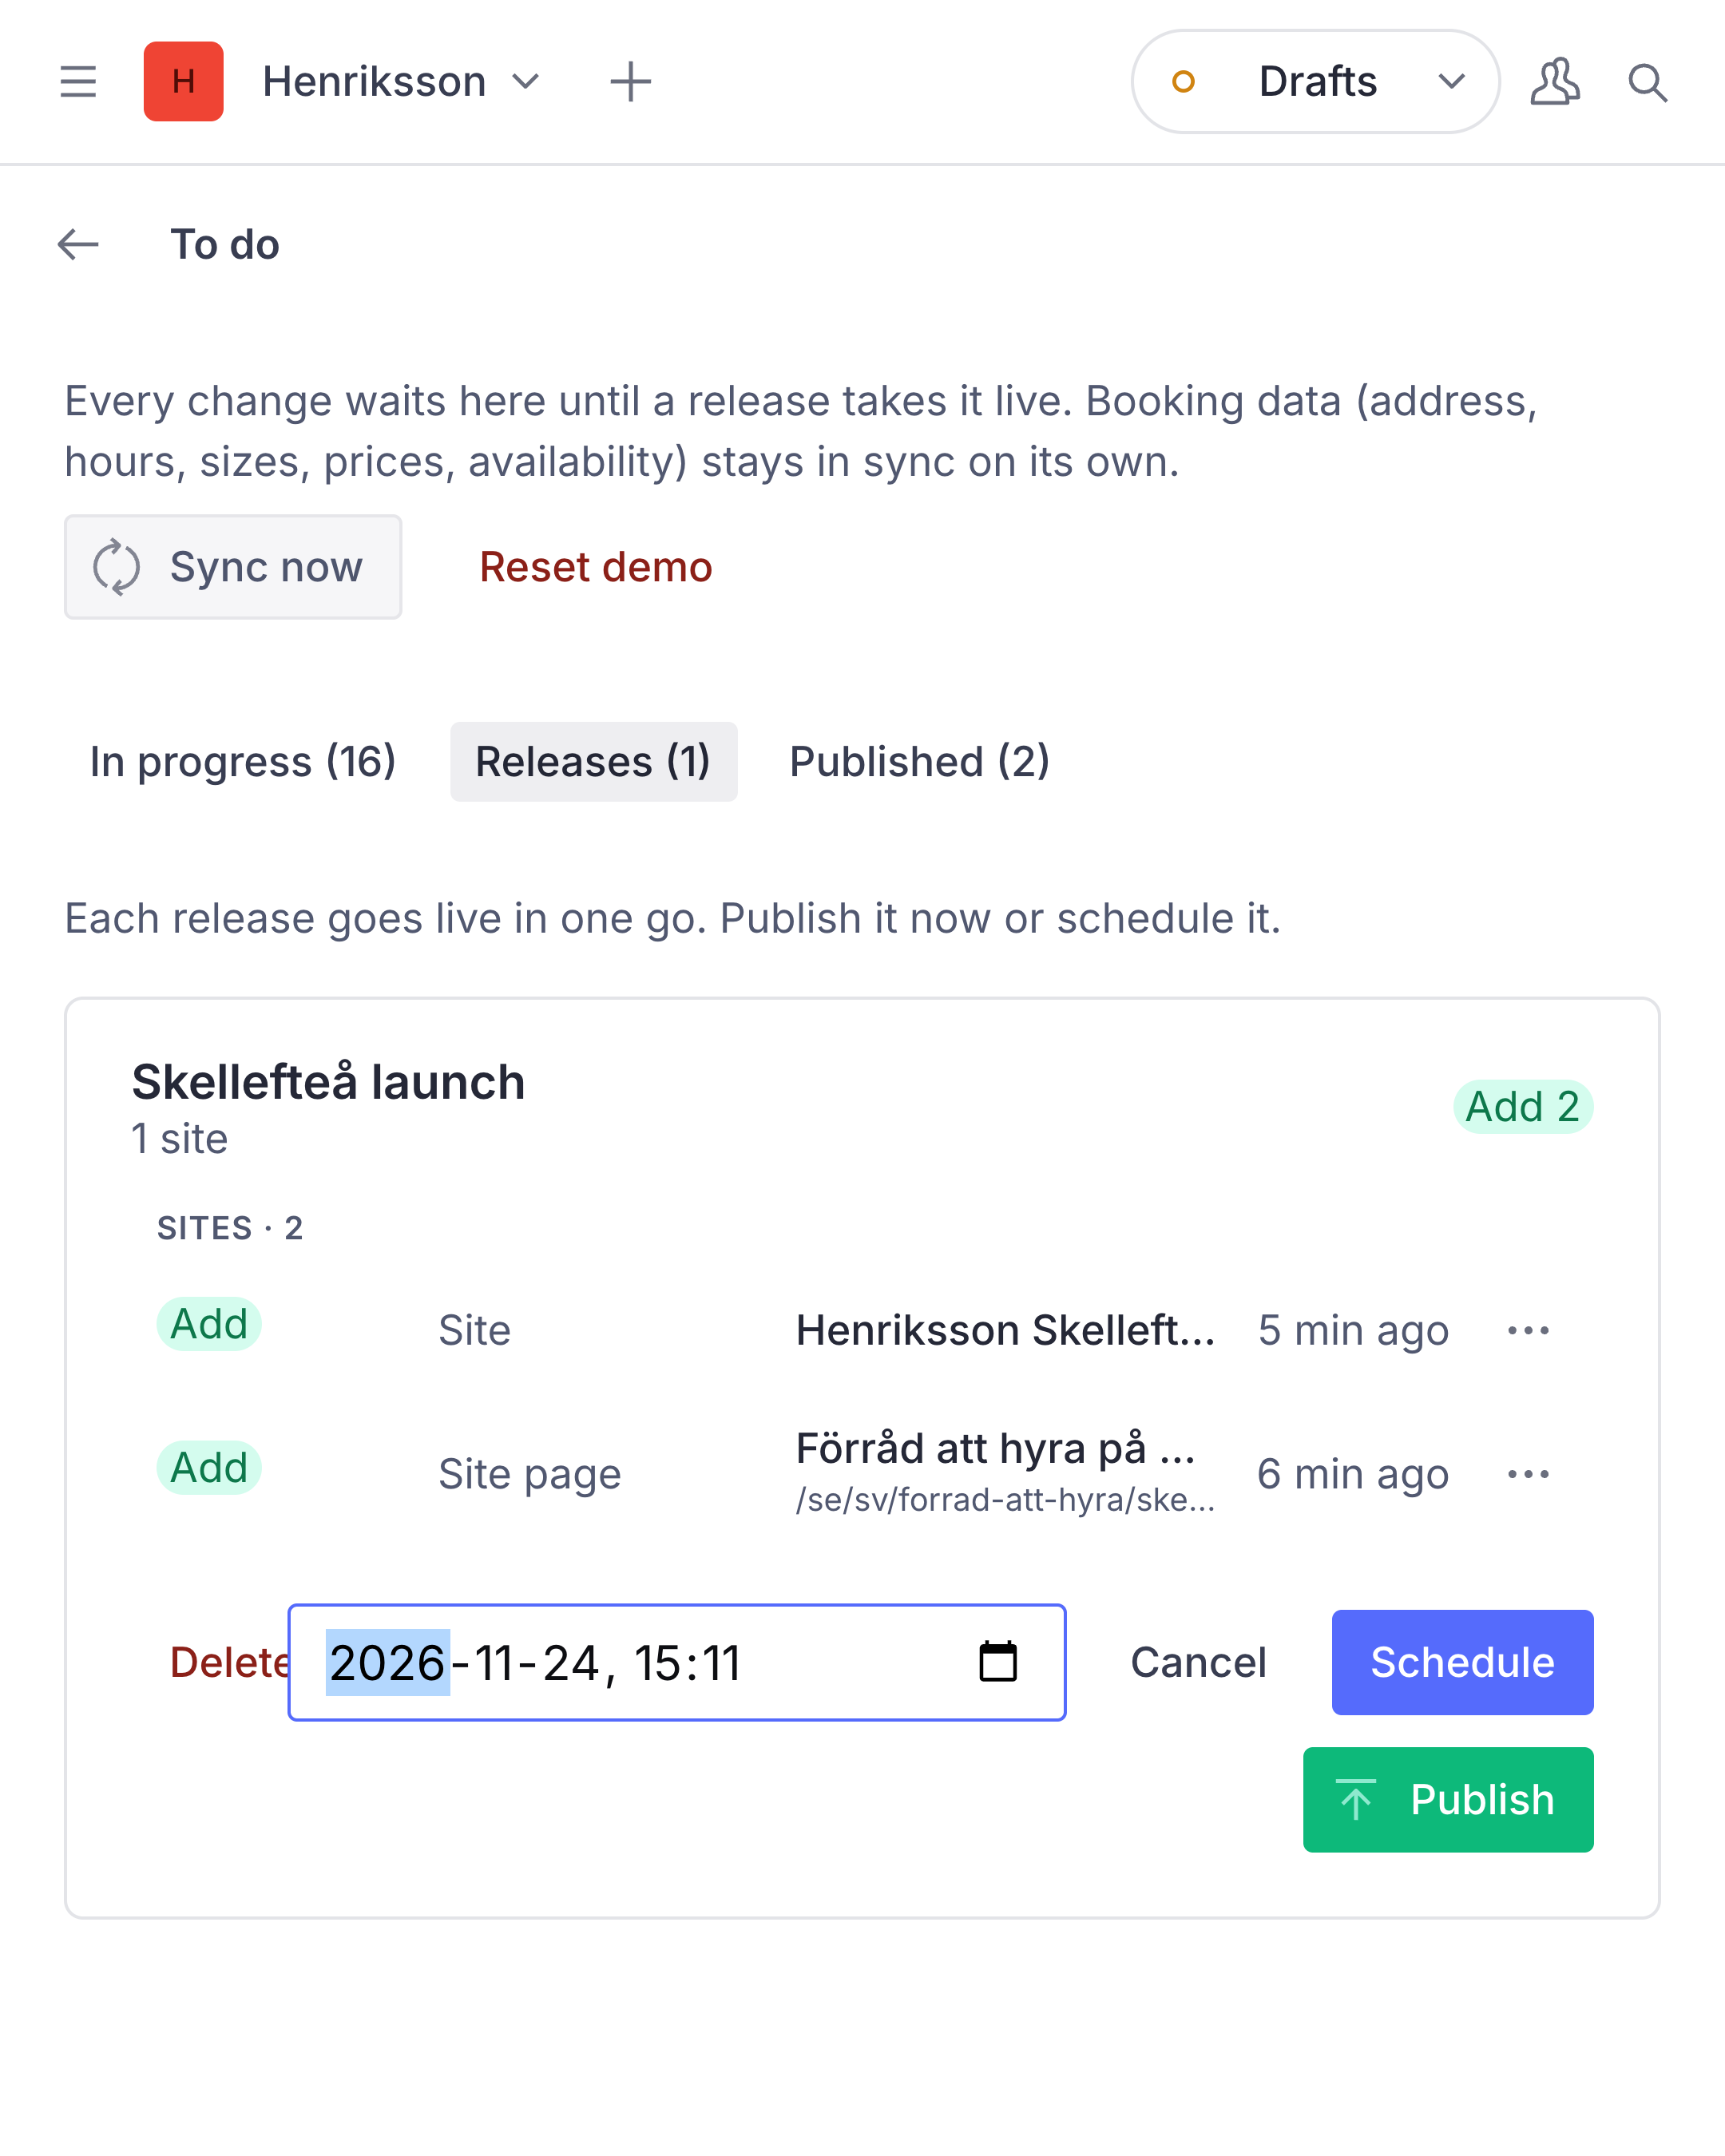 H Henriksson Drafts
To do
Every change waits here until a release takes it live. Booking data (address,
hours, sizes, prices, availability) stays in sync on its own.
Sync now Reset demo
In progress (16) Releases (1) Published (2)
Each release goes live in one go. Publish it now or schedule it.
Skellefteå launch
1 site
Add 2
SITES · 2
Add Site Henriksson Skelleft... 5 min ago
Add Site page Förråd att hyra på ... 6 min ago
/se/sv/forrad-att-hyra/ske...
Delete 2026-11-24, 15:11 Cancel Schedule
Publish